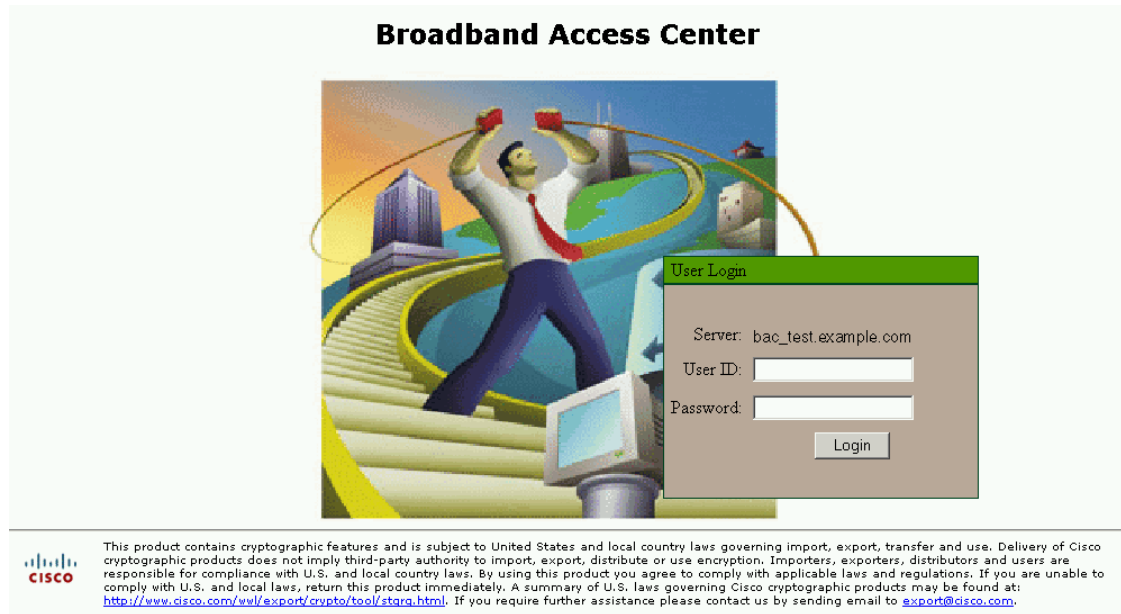 Broadband Access Center
User Login
Server: bac_test.example.com
User ID:
Password:
Login
This product contains cryptographic features and is subject to United States and local country laws governing import, export, transfer and use. Delivery of Cisco
cryptographic products does not imply third-party authority to import, export, distribute or use encryption. Importers, exporters, distributors and users are
responsible for compliance with U.S. and local country laws. By using this product you agree to comply with applicable laws and regulations. If you are unable to
comply with U.S. and local laws, return this product immediately. A summary of U.S. laws governing Cisco cryptographic products may be found at:
http://www.cisco.com/wwl/export/crypto/tool/stqrg.html. If you require further assistance please contact us by sending email to export@cisco.com.
CISCO